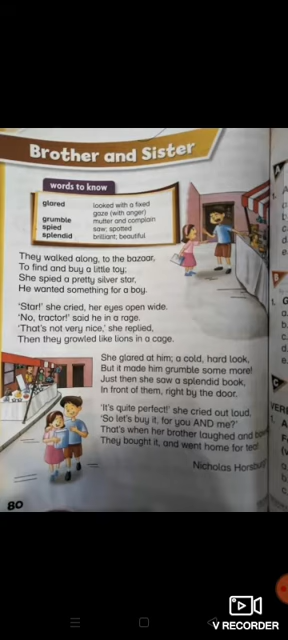 Brother and Sister
words to know
glared looked with a fixed
gaze (with anger)
grumble mutter and complain
spied saw; spotted
splendid brilliant; beautiful
They walked along, to the bazaar,
To find and buy a little toy;
She spied a pretty silver star,
He wanted something for a boy.
'Star!' she cried, her eyes open wide.
'No, tractor!' said he in a rage.
'That's not very nice,' she replied,
Then they growled like lions in a cage.
She glared at him; a cold, hard look,
But it made him grumble some more!
Just then she saw a splendid book,
In front of them, right by the door.
'It's quite perfect!' she cried out loud,
'So let's buy it, for you AND me?'
That's when her brother laughed and
They bought it, and went home for tea!
Nicholas
80
A
1. A
a.
b.
c.
d.
e.
B
1. G
a.
b.
c.
d.
e.
C
VER
1. A
(v
a.
b.
c.
V RECORDER